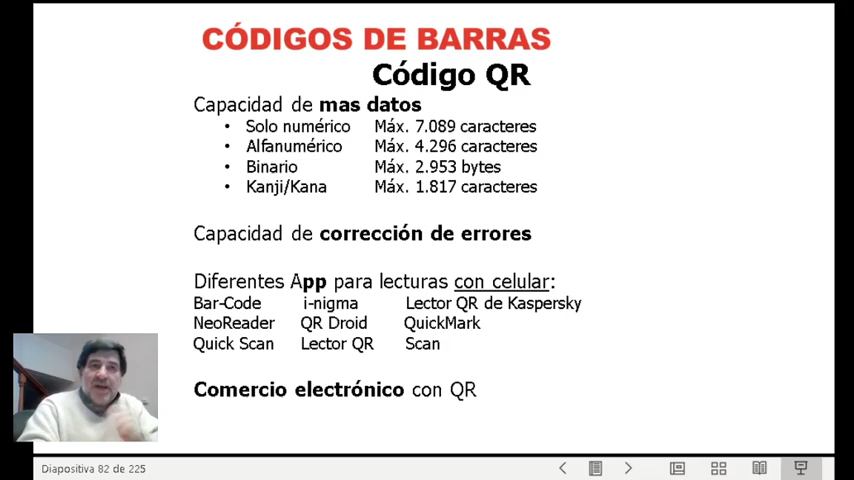 CÓDIGOS DE BARRAS
Código QR
Capacidad de mas datos
• Solo numérico Máx. 7.089 caracteres
• Alfanumérico Máx. 4.296 caracteres
• Binario Máx. 2.953 bytes
• Kanji/Kana Máx. 1.817 caracteres
Capacidad de corrección de errores
Diferentes App para lecturas con celular:
Bar-Code i-nigma Lector QR de Kaspersky
NeoReader QR Droid QuickMark
Quick Scan Lector QR Scan
Comercio electrónico con QR
Diapositiva 82 de 225